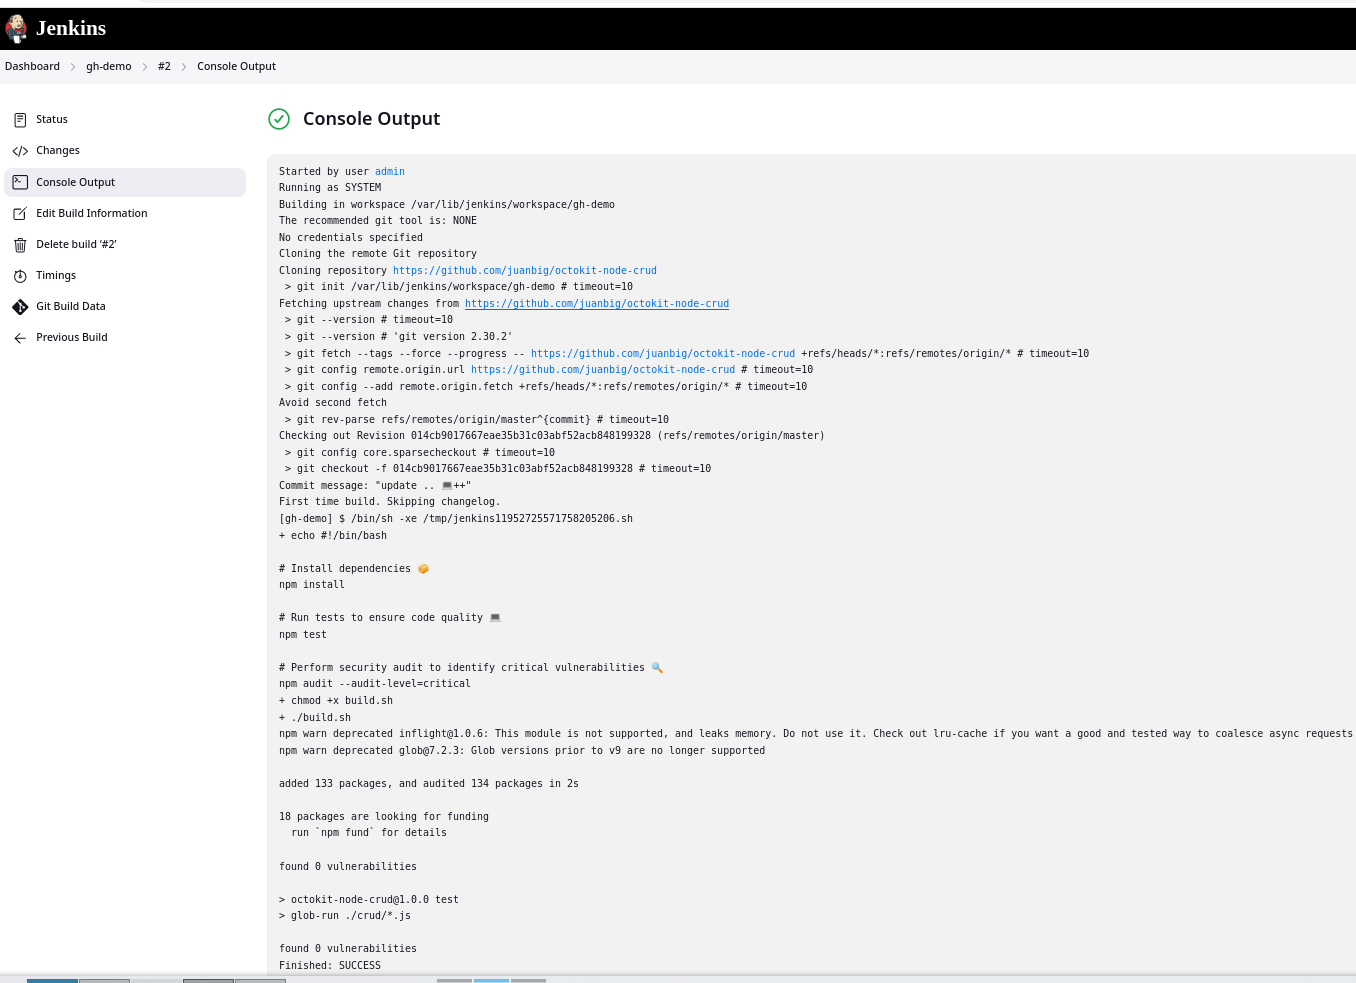 Jenkins
Dashboard > gh-demo > #2 > Console Output
Status
Changes
Console Output
Edit Build Information
Delete build ‘#2’
Timings
Git Build Data
Previous Build
Console Output
Started by user admin
Running as SYSTEM
Building in workspace /var/lib/jenkins/workspace/gh-demo
The recommended git tool is: NONE
No credentials specified
Cloning the remote Git repository
Cloning repository https://github.com/juanbig/octokit-node-crud
 > git init /var/lib/jenkins/workspace/gh-demo # timeout=10
Fetching upstream changes from https://github.com/juanbig/octokit-node-crud
 > git --version # timeout=10
 > git --version # 'git version 2.30.2'
 > git fetch --tags --force --progress -- https://github.com/juanbig/octokit-node-crud +refs/heads/*:refs/remotes/origin/* # timeout=10
 > git config remote.origin.url https://github.com/juanbig/octokit-node-crud # timeout=10
 > git config --add remote.origin.fetch +refs/heads/*:refs/remotes/origin/* # timeout=10
Avoid second fetch
 > git rev-parse refs/remotes/origin/master^{commit} # timeout=10
Checking out Revision 014cb9017667eae35b31c03abf52acb848199328 (refs/remotes/origin/master)
 > git config core.sparsecheckout # timeout=10
 > git checkout -f 014cb9017667eae35b31c03abf52acb848199328 # timeout=10
Commit message: "update .. 💻++"
First time build. Skipping changelog.
[gh-demo] $ /bin/sh -xe /tmp/jenkins11952725571758205206.sh
+ echo #!/bin/bash
# Install dependencies 📦
npm install
# Run tests to ensure code quality 💻
npm test
# Perform security audit to identify critical vulnerabilities 🔍
npm audit --audit-level=critical
+ chmod +x build.sh
+ ./build.sh
npm warn deprecated inflight@1.0.6: This module is not supported, and leaks memory. Do not use it. Check out lru-cache if you want a good and tested way to coalesce async requests
npm warn deprecated glob@7.2.3: Glob versions prior to v9 are no longer supported
added 133 packages, and audited 134 packages in 2s
18 packages are looking for funding
  run `npm fund` for details
found 0 vulnerabilities
> octokit-node-crud@1.0.0 test
> glob-run ./crud/*.js
found 0 vulnerabilities
Finished: SUCCESS